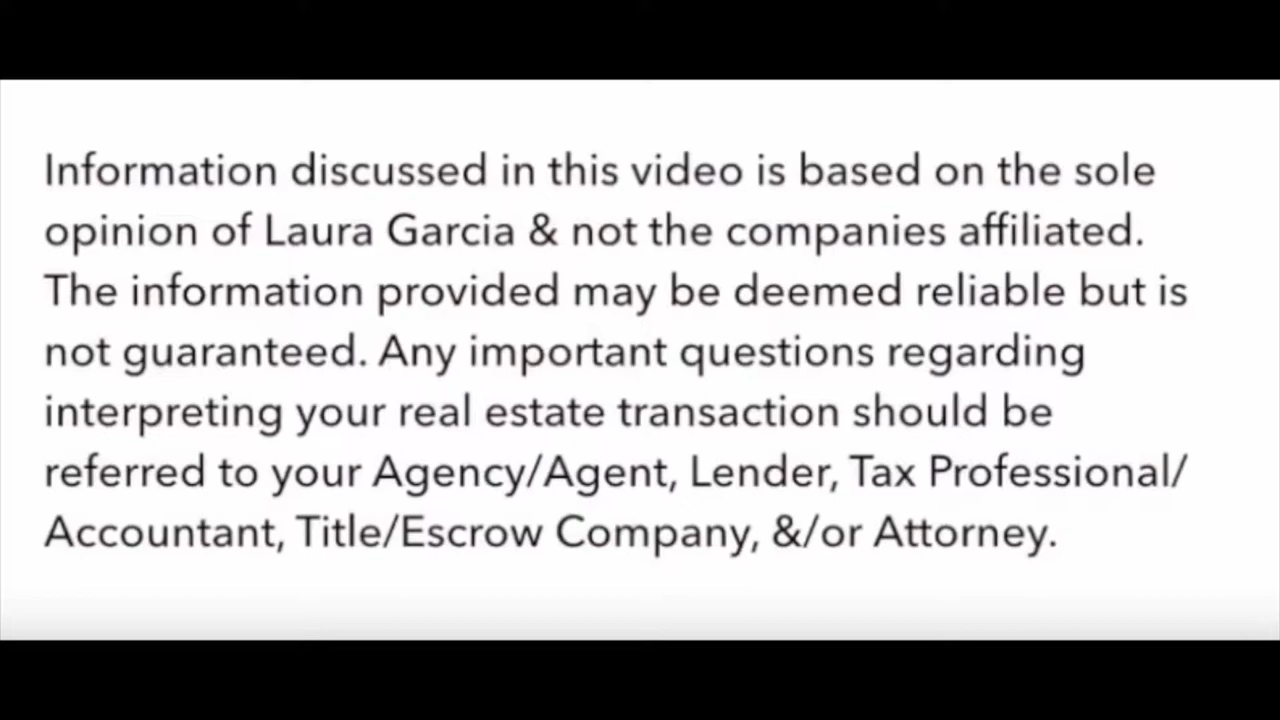 Information discussed in this video is based on the sole
opinion of Laura Garcia & not the companies affiliated.
The information provided may be deemed reliable but is
not guaranteed. Any important questions regarding
interpreting your real estate transaction should be
referred to your Agency/Agent, Lender, Tax Professional/
Accountant, Title/Escrow Company, &/or Attorney.